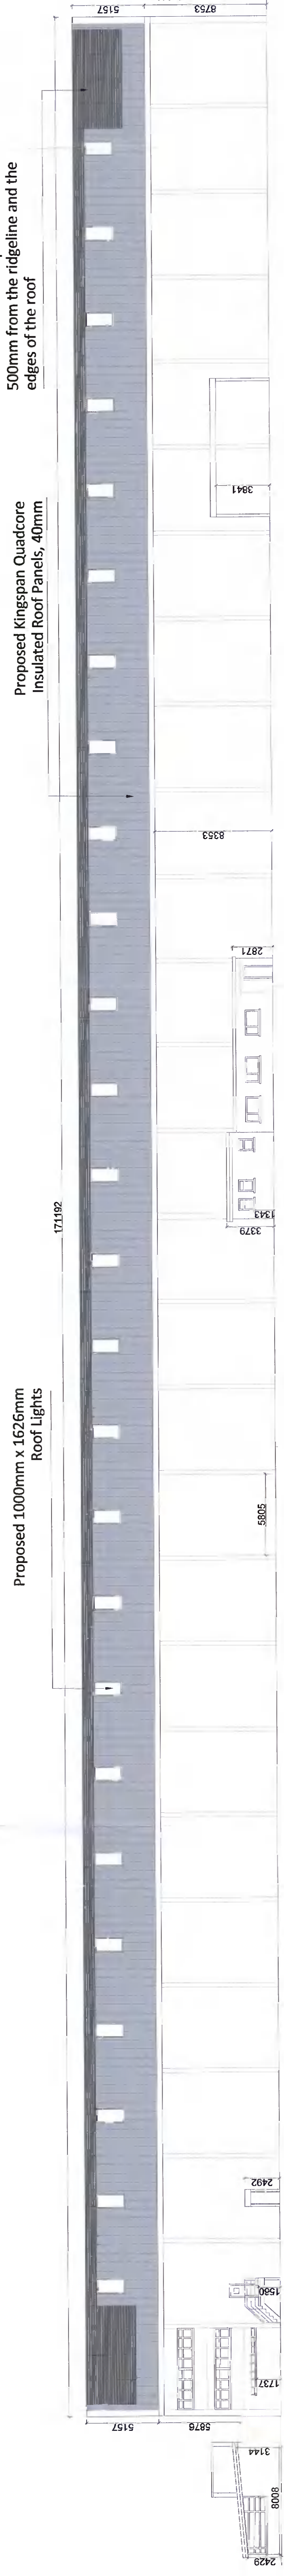 500mm from the ridgeline and the
edges of the roof
Proposed Kingspan Quadcore
Insulated Roof Panels, 40mm
Proposed 1000mm x 1626mm
Roof Lights
171192
5157
8753
3841
8353
2871
1343
3379
5805
2492
1580
1737
5157
5876
3144
8008
2429